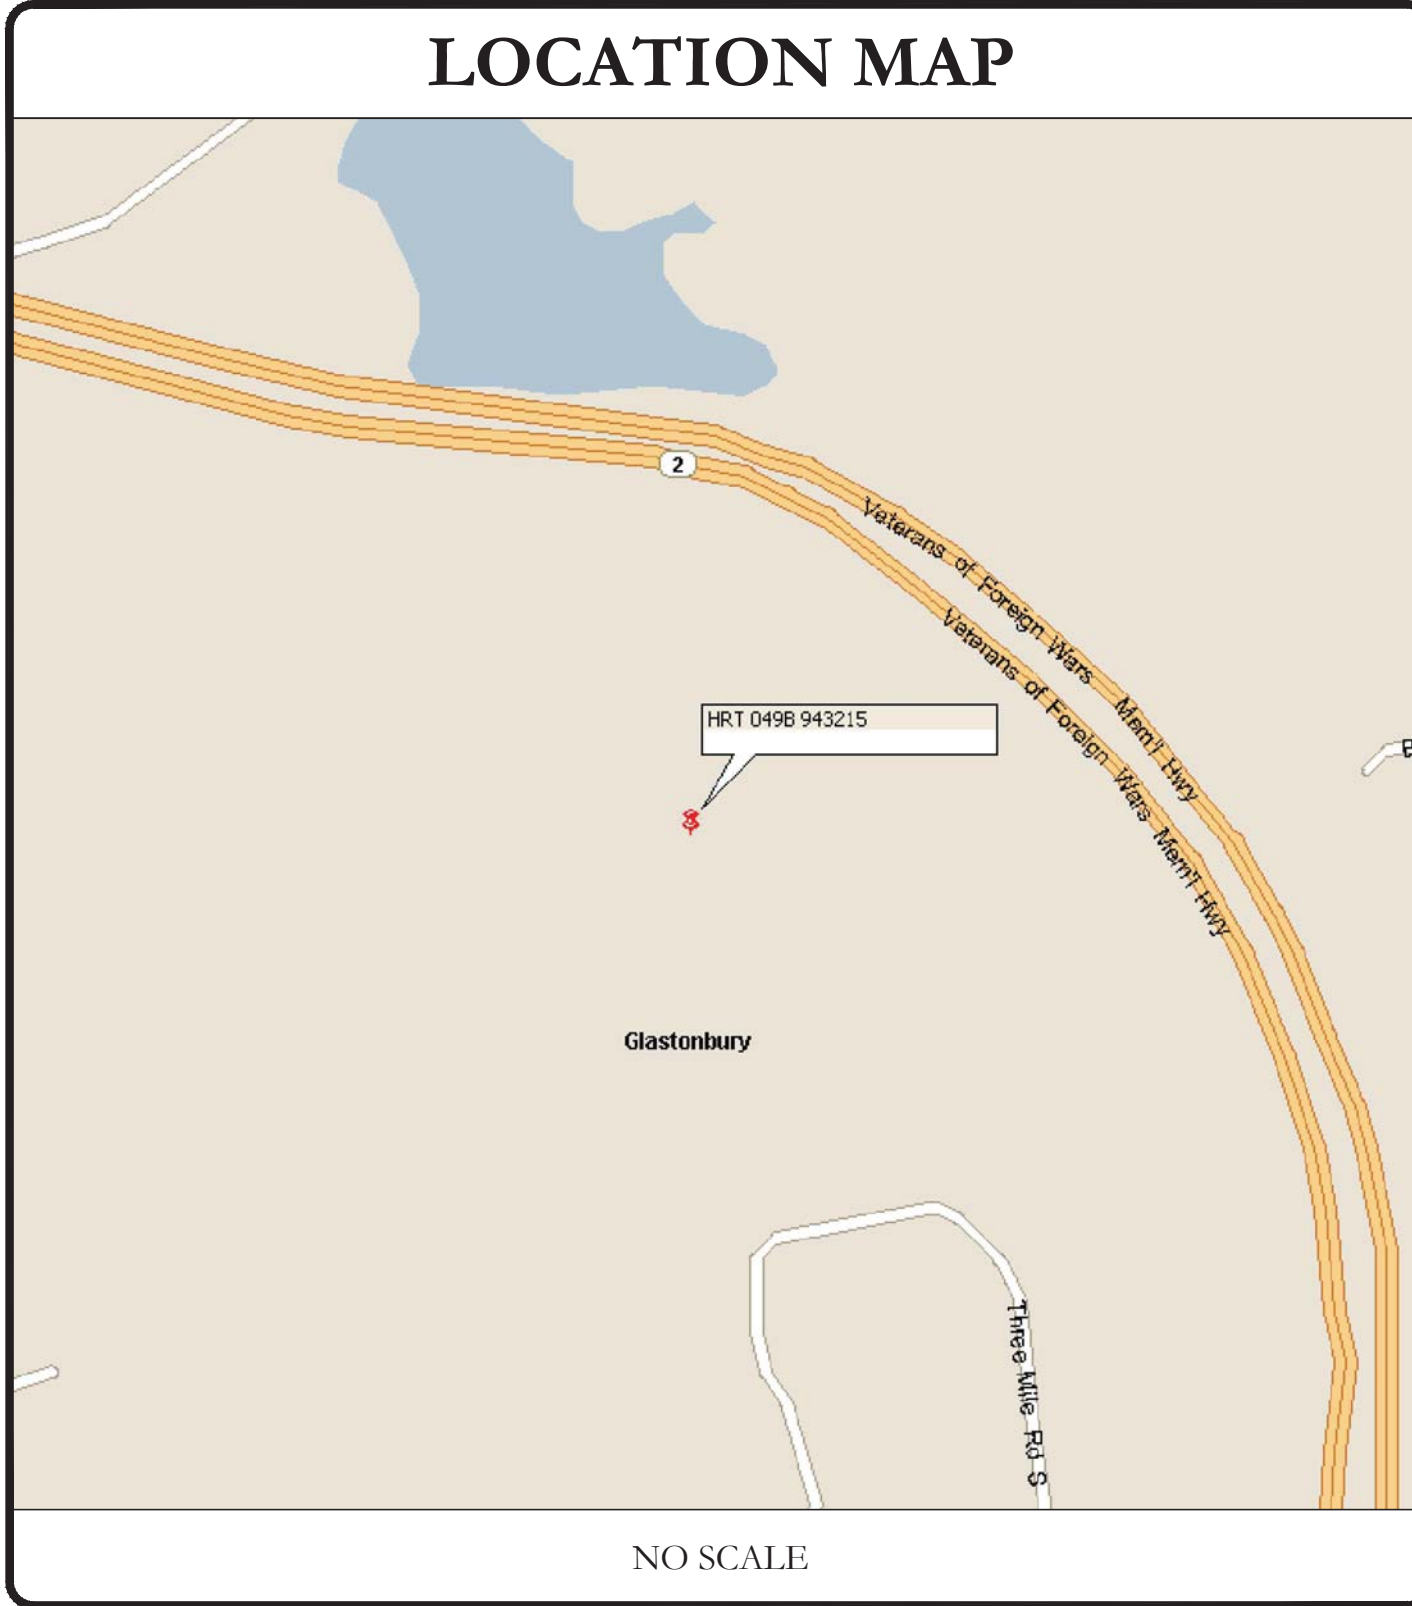 LOCATION MAP
2
Veterans of Foreign Wars Mem'l Hwy
Veterans of Foreign Wars Mem'l Hwy
HRT 049B 943215
Glastonbury
Three Mile Rd S
NO SCALE